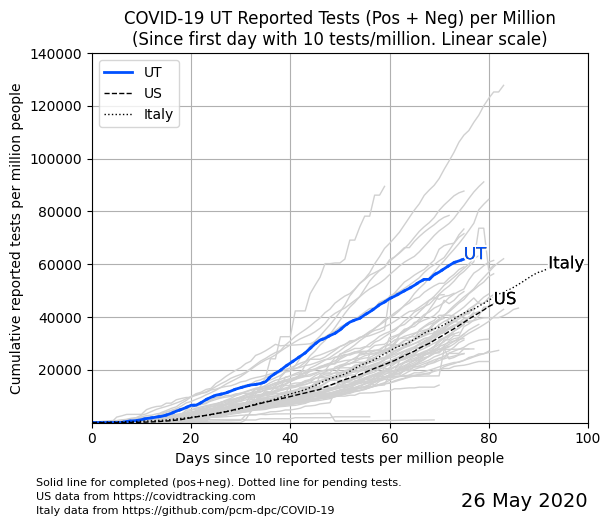 COVID-19 UT Reported Tests (Pos + Neg) per Million
(Since first day with 10 tests/million. Linear scale)
Cumulative reported tests per million people
140000
120000
100000
80000
60000
40000
20000
UT
US
Italy
UT
Italy
US
0 20 40 60 80 100
Days since 10 reported tests per million people
Solid line for completed (pos+neg). Dotted line for pending tests.
US data from https://covidtracking.com
Italy data from https://github.com/pcm-dpc/COVID-19
26 May 2020